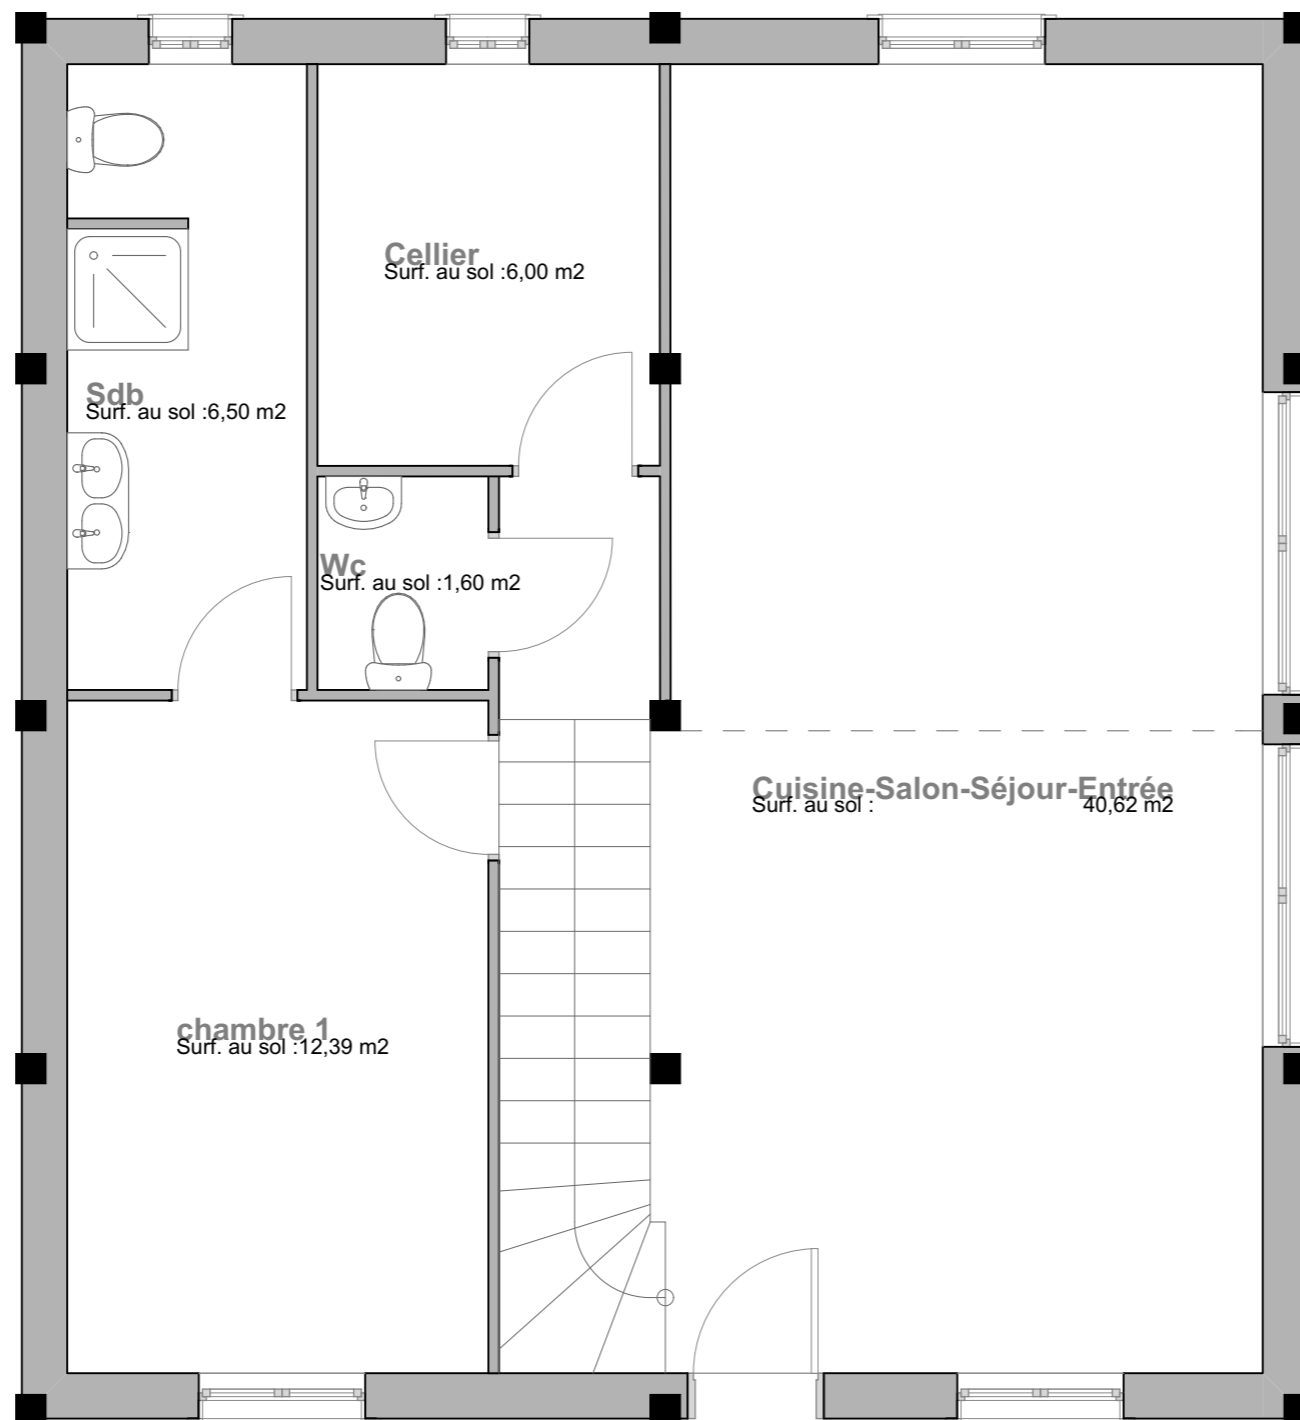 Cellier
Surf. au sol :6,00 m2
Sdb
Surf. au sol :6,50 m2
Wc
Surf. au sol :1,60 m2
Cuisine-Salon-Séjour-Entrée
Surf. au sol : 40,62 m2
chambre 1
Surf. au sol :12,39 m2